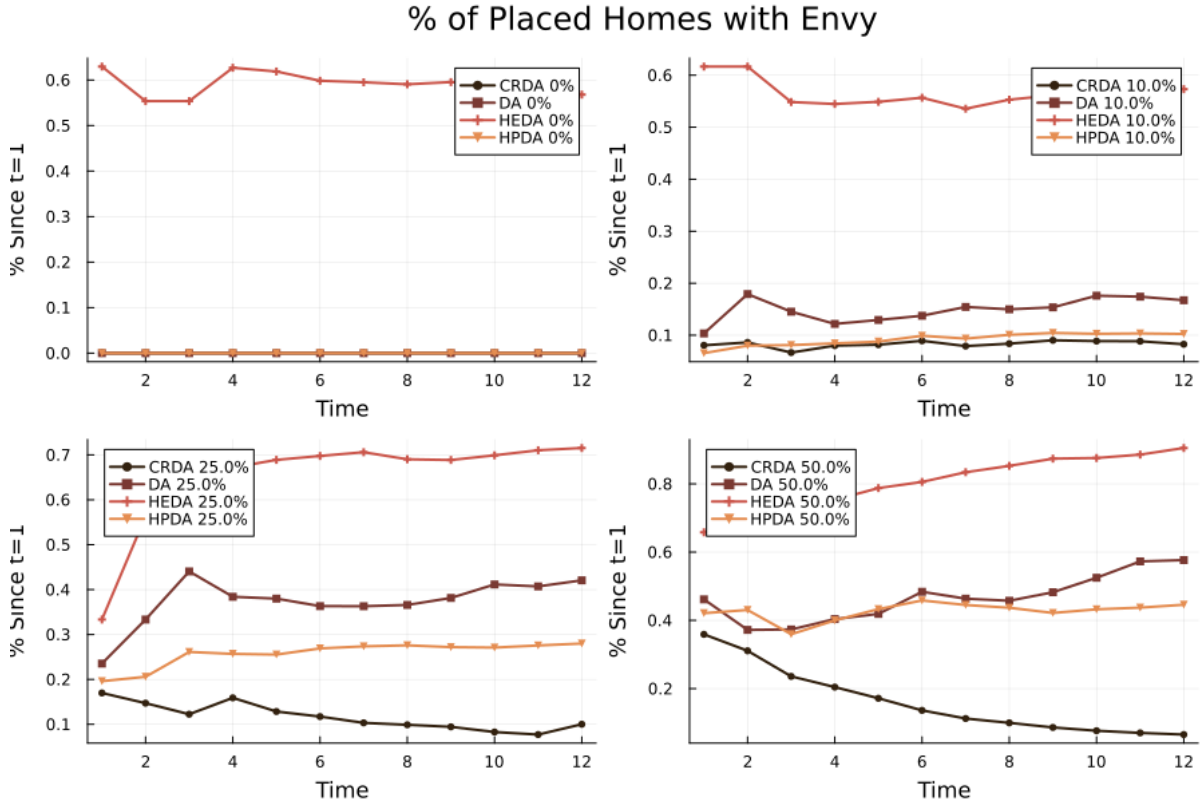 % of Placed Homes with Envy
% Since t=1
0.6
0.5
0.4
0.3
0.2
0.1
0.0
CRDA 0%
DA 0%
HEDA 0%
HPDA 0%
2 4 6 8 10 12
Time
% Since t=1
0.6
0.5
0.4
0.3
0.2
0.1
CRDA 10.0%
DA 10.0%
HEDA 10.0%
HPDA 10.0%
2 4 6 8 10 12
Time
% Since t=1
0.7
0.6
0.5
0.4
0.3
0.2
0.1
CRDA 25.0%
DA 25.0%
HEDA 25.0%
HPDA 25.0%
2 4 6 8 10 12
Time
% Since t=1
0.8
0.6
0.4
0.2
CRDA 50.0%
DA 50.0%
HEDA 50.0%
HPDA 50.0%
2 4 6 8 10 12
Time